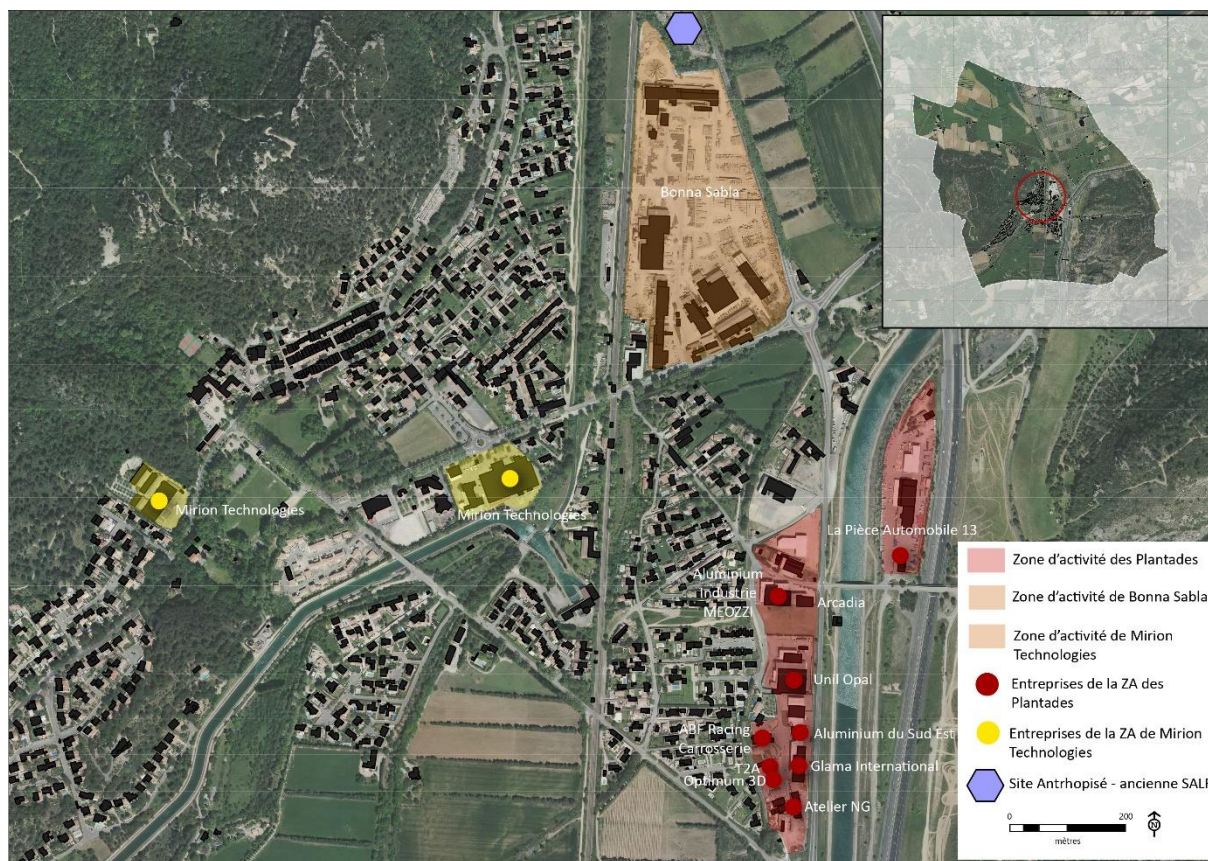 Bonna Sabla
Mirion Technologies
Mirion Technologies
La Pièce Automobile 13
Aluminium
Industrie
MEOZZI
Arcadia
Unil Opal
ABF Racing
Carrosserie
Aluminium du Sud Est
T2A
Glama International
Optimum 3D
Atelier NG
Zone d'activité des Plantades
Zone d'activité de Bonna Sabla
Zone d'activité de Mirion
Technologies
Entreprises de la ZA des
Plantades
Entreprises de la ZA de Mirion
Technologies
Site Antrhopisé - ancienne SALF
0 200
mètres
N